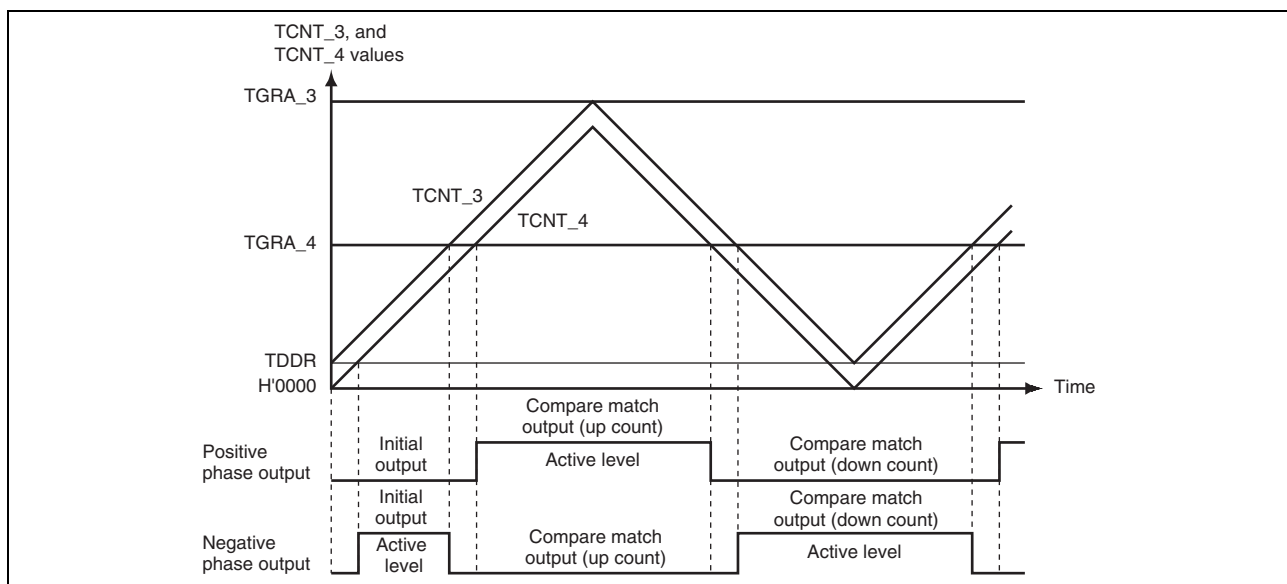 TCNT_3, and
TCNT_4 values
TGRA_3
TCNT_3
TCNT_4
TGRA_4
TDDR
H'0000
Time
Compare match
output (up count)
Positive
phase output
Initial
output
Active level
Compare match
output (down count)
Initial
output
Compare match
output (down count)
Negative
phase output
Active
level
Compare match
output (up count)
Active level